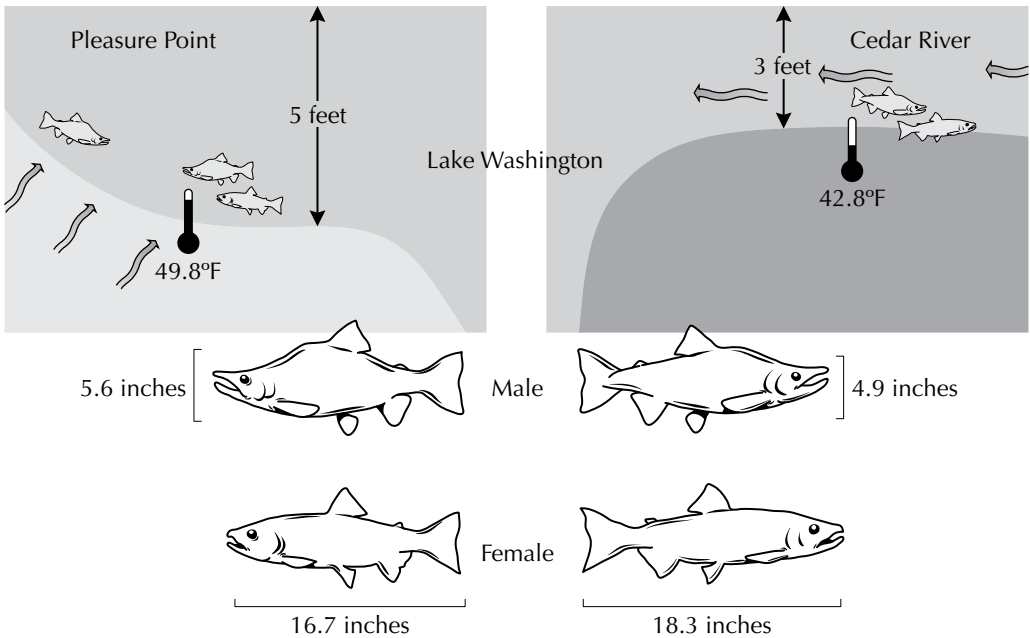 Pleasure Point
5 feet
49.8ºF
Lake Washington
3 feet
Cedar River
42.8ºF
5.6 inches
Male
4.9 inches
Female
16.7 inches
18.3 inches